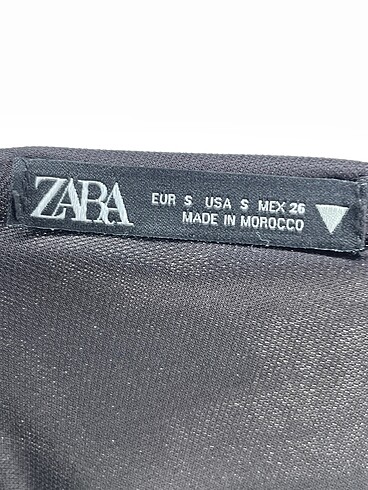 ZARA
EUR S USA S MEX 26
MADE IN MOROCCO